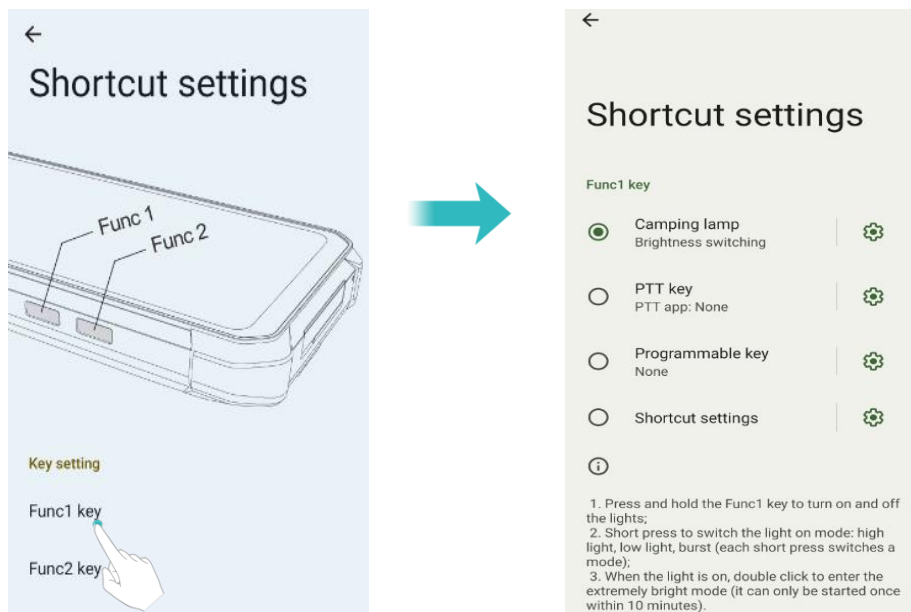 Shortcut settings
Func 1
Func 2
Key setting
Func1 key
Func2 key
Shortcut settings
Func1 key
Camping lamp
Brightness switching
PTT key
PTT app: None
Programmable key
None
Shortcut settings
1. Press and hold the Func1 key to turn on and off
the lights;
2. Short press to switch the light on mode: high
light, low light, burst (each short press switches a
mode);
3. When the light is on, double click to enter the
extremely bright mode (it can only be started once
within 10 minutes).